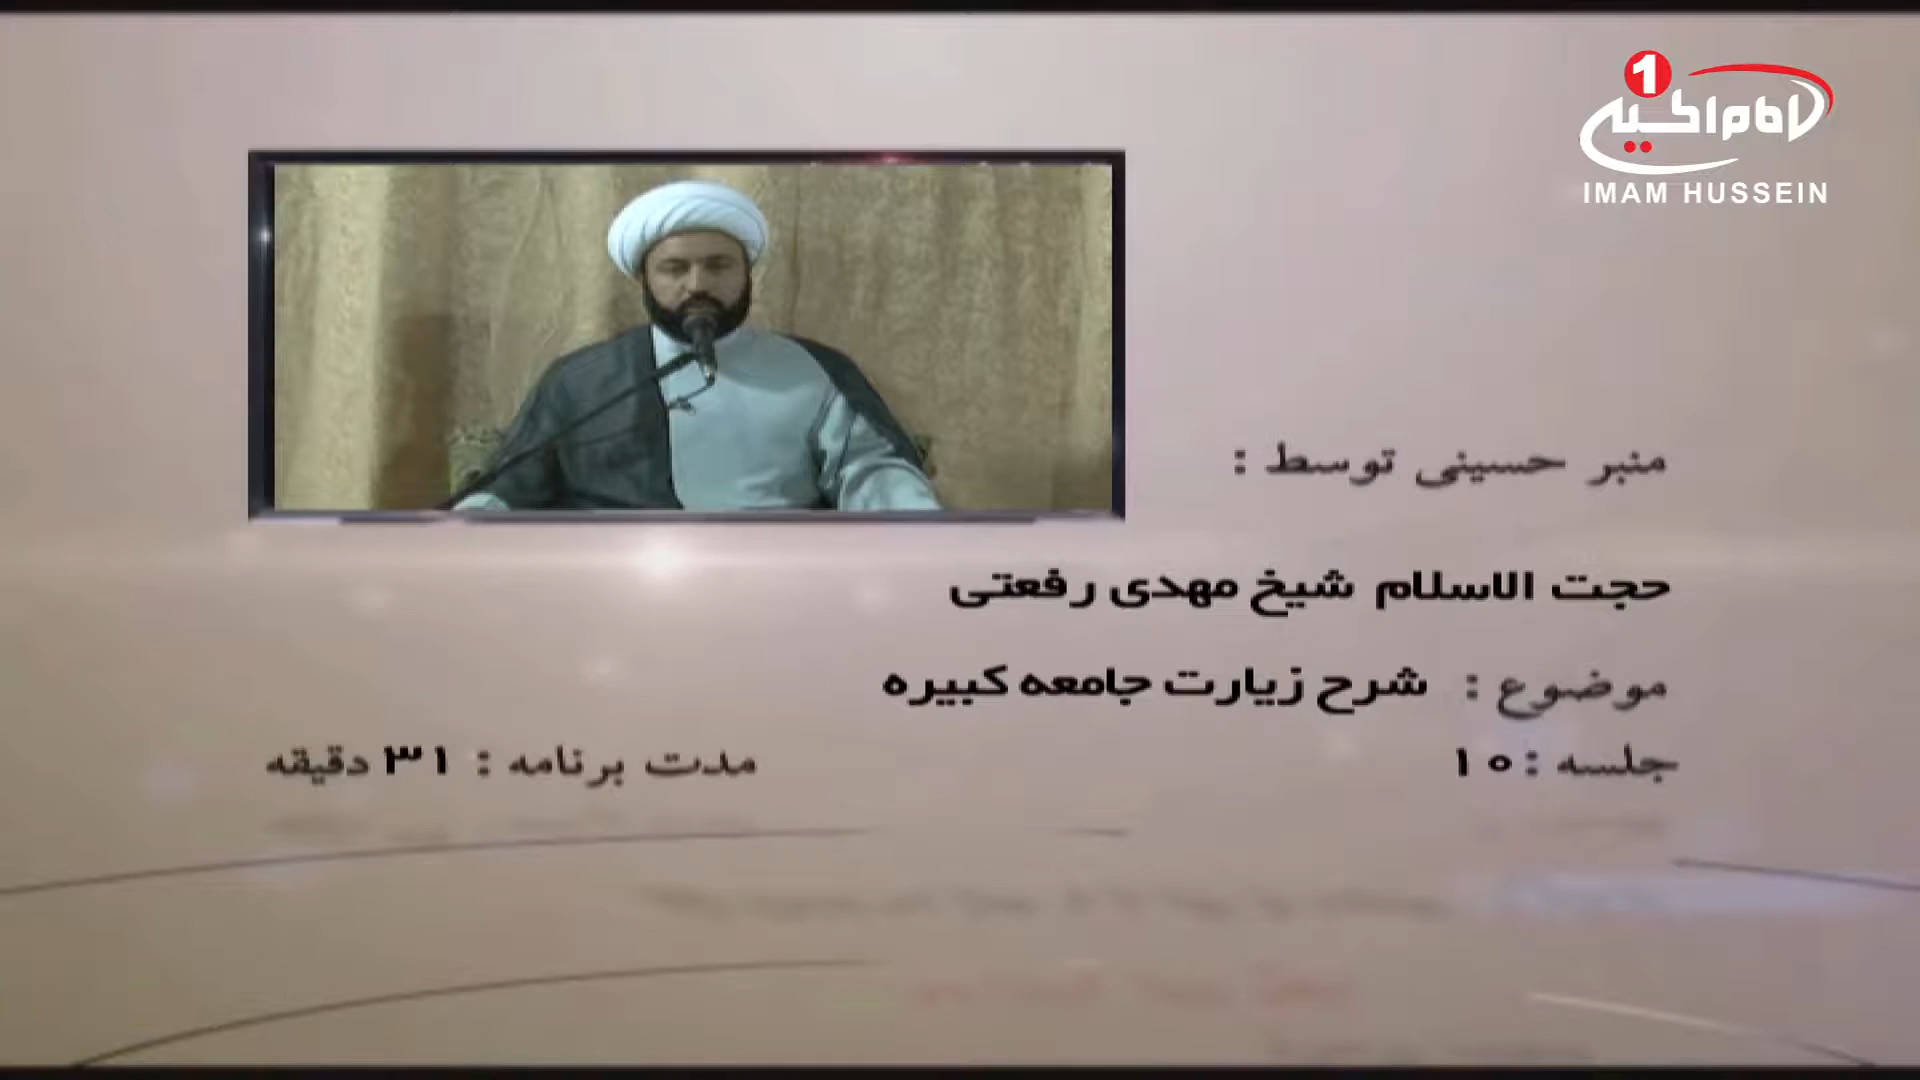 1
امام حسین
IMAM HUSSEIN
منبر حسینی توسط :
حجت الاسلام شیخ مهدی رفعتی
موضوع : شرح زیارت جامعه کبیره
جلسه : ۱۰
مدت برنامه : ۳۱ دقیقه